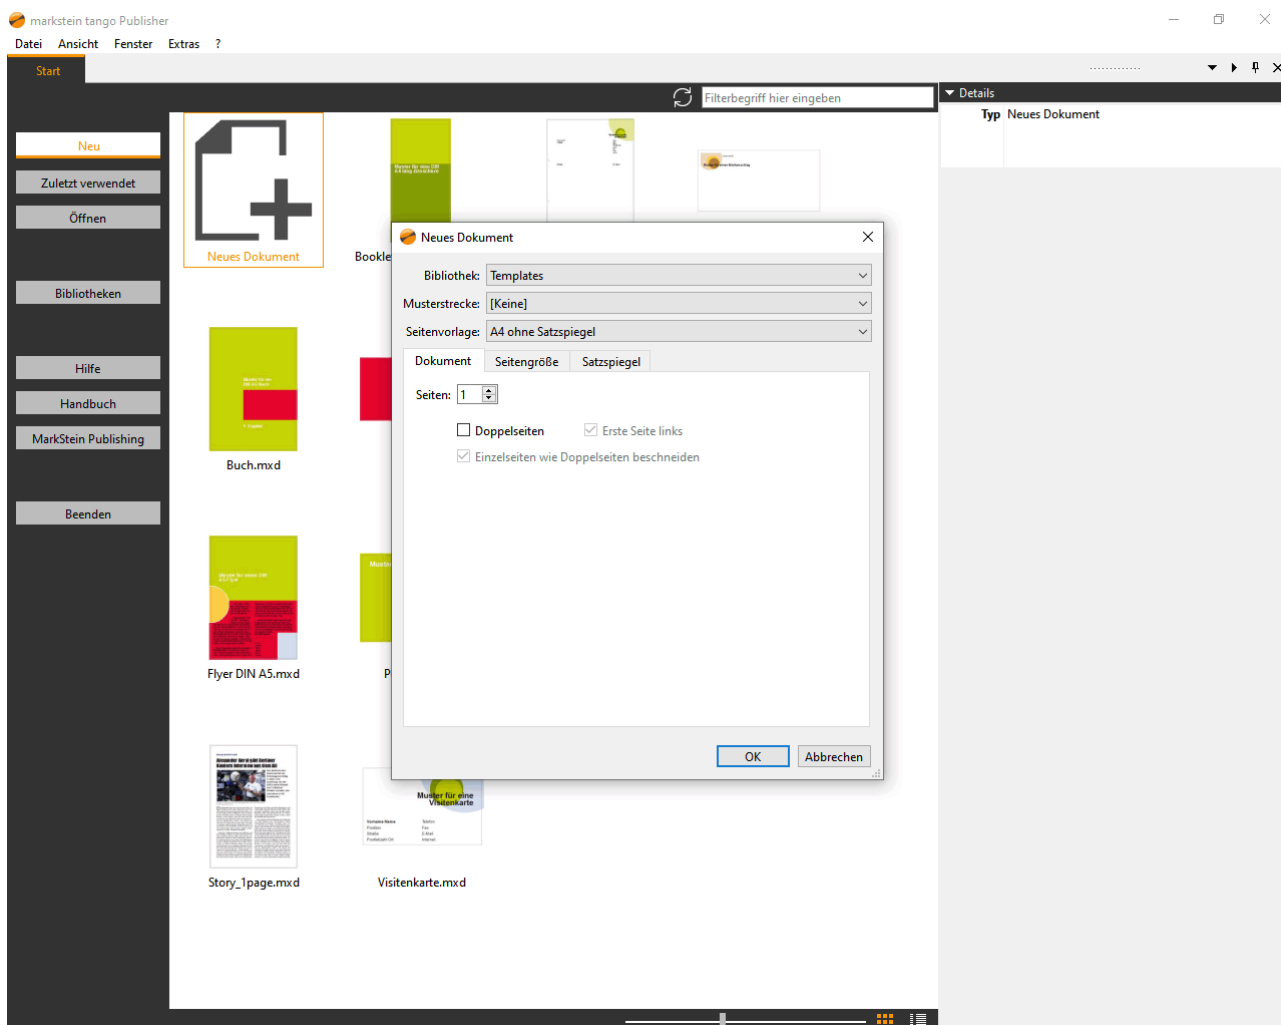 markstein tango Publisher
Datei Ansicht Fenster Extras ?
Start
Filterbegriff hier eingeben
Details
Typ Neues Dokument
Neu
Zuletzt verwendet
Öffnen
Bibliotheken
Hilfe
Handbuch
MarkStein Publishing
Beenden
Neues Dokument
Bookle
Buch.mxd
Flyer DIN A5.mxd
P
Story_1page.mxd
Visitenkarte.mxd
Muster für eine
Visitenkarte
Neues Dokument
Bibliothek: Templates
Musterstrecke: [Keine]
Seitenvorlage: A4 ohne Satzspiegel
Dokument Seitengröße Satzspiegel
Seiten: 1
Doppelseiten Erste Seite links
Einzelseiten wie Doppelseiten beschneiden
OK Abbrechen